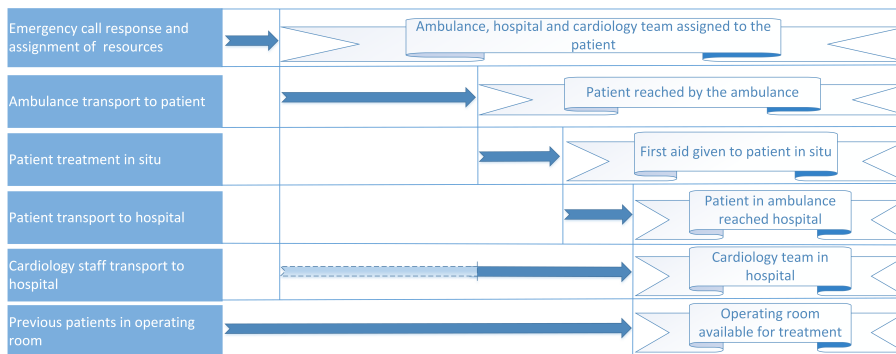 Emergency call response and
assignment of  resources
Ambulance, hospital and cardiology team assigned to the
patient
Ambulance transport to patient
Patient reached by the ambulance
Patient treatment in situ
First aid given to patient in situ
Patient transport to hospital
Patient in ambulance
reached hospital
Cardiology staff transport to
hospital
Cardiology team in
hospital
Previous patients in operating
room
Operating room
available for treatment